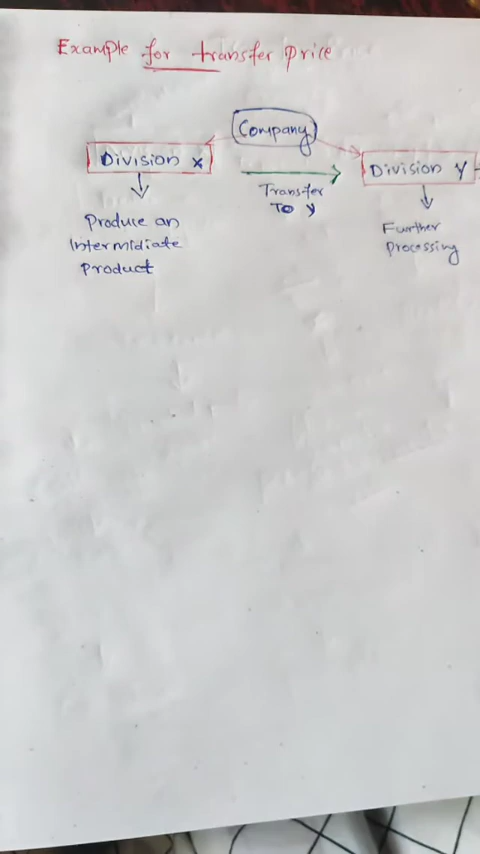 Example for transfer price
Company
Division X
Division Y
Transfer
To y
Produce an
Intermidiate
Product
Further
Processing